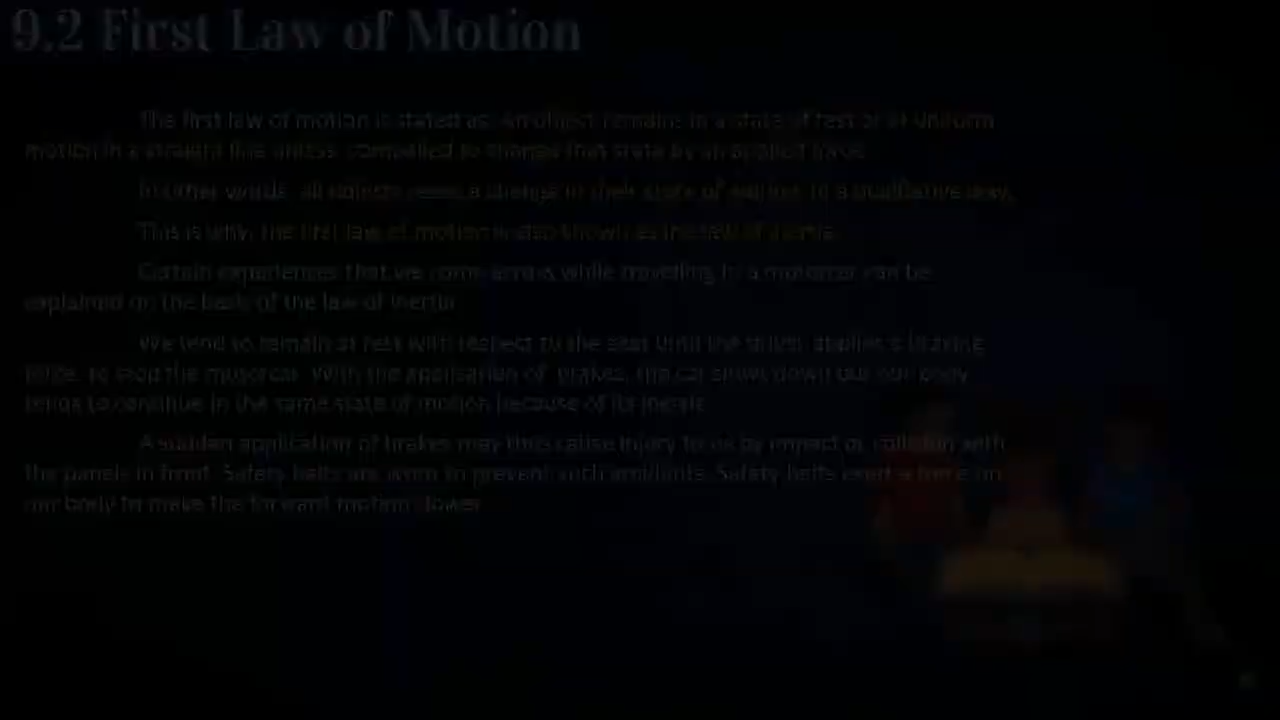 9.2 First Law of Motion
The first law of motion is stated as: An object remains in a state of rest or of uniform
motion in a straight line unless compelled to change that state by an applied force.
In other words, all objects resist a change in their state of motion. In a qualitative way,
This is why, the first law of motion is also known as the law of inertia.
Certain experiences that we come across while travelling in a motorcar can be
explained on the basis of the law of inertia.
We tend to remain at rest with respect to the seat until the driver applies a braking
force to stop the motorcar. With the application of brakes, the car slows down but our body
tends to continue in the same state of motion because of its inertia.
A sudden application of brakes may thus cause injury to us by impact or collision with
the panels in front. Safety belts are worn to prevent such accidents. Safety belts exert a force on
our body to make the forward motion slower